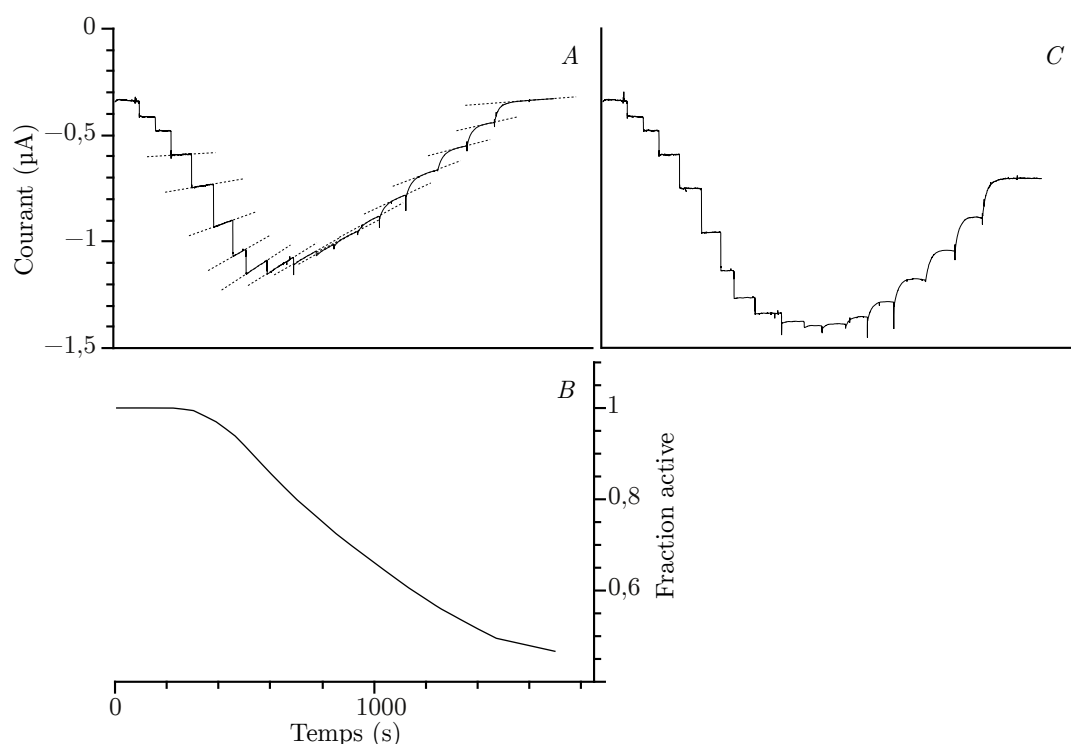 0
−0,5
−1
−1,5
Courant (µA)
A
C
B
1
0,8
0,6
Fraction active
0
1000
Temps (s)